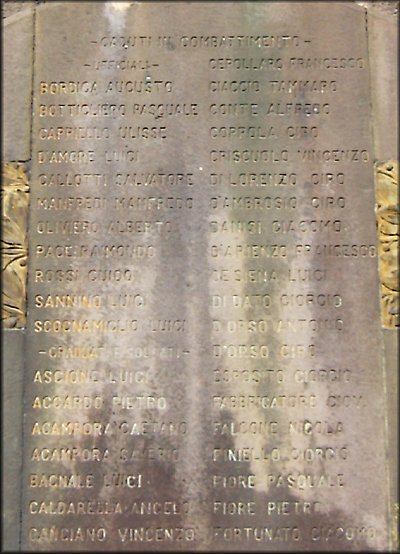 - CADUTI IN COMBATTIMENTO -
- UFFICIALI -
BORDIGA AUGUSTO
BOTTIGLIERO PASQUALE
CAPRIELLO ULISSE
D'AMORE LUIGI
GALLOTTI SALVATORE
MANFREDI MANFREDO
OLIVIERO ALBERTO
PACE RAIMONDO
ROSSI GUIDO
SANNINO LUIGI
SCOGNAMIGLIO LUIGI
- GRADUATI E SOLDATI -
ASCIONE LUIGI
ACCARDO PIETRO
ACAMPORA GAETANO
ACAMPORA SAVERIO
BAGNALE LUIGI
CALDARELLA ANGELO
CANCIANO VINCENZO
CEPOLLARO FRANCESCO
CIACCIO TAMMARO
CONTE ALFREDO
COPPOLA CIRO
CRISCUOLO VINCENZO
DI LORENZO CIRO
D'AMBROSIO CIRO
DANISI GIACOMO
D'ARIENZO FRANCESCO
DE SIENA LUIGI
DI DATO GIORGIO
D'ORSO ANTONIO
D'ORSO CIRO
ESPOSITO GIORGIO
FABBRICATORE GIOV.
FALCONE NICOLA
FINIELLO GIORGIO
FIORE PASQUALE
FIORE PIETRO
FORTUNATO GIACOMO